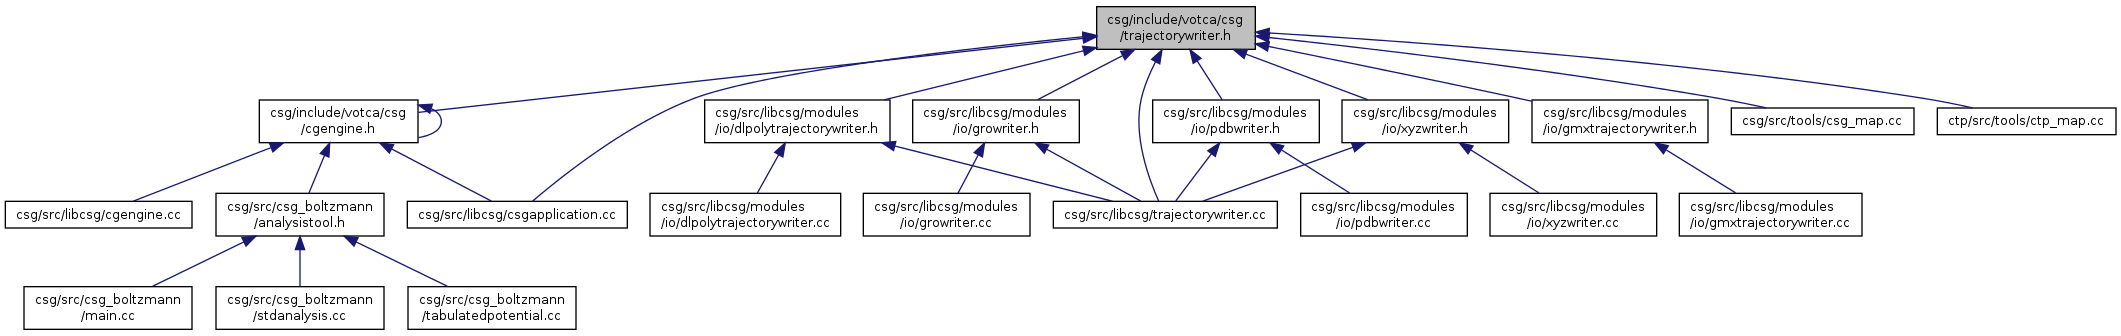 csg/include/votca/csg
/trajectorywriter.h
csg/include/votca/csg
/cgengine.h
csg/src/libcsg/modules
/io/dlpolytrajectorywriter.h
csg/src/libcsg/modules
/io/growriter.h
csg/src/libcsg/modules
/io/pdbwriter.h
csg/src/libcsg/modules
/io/xyzwriter.h
csg/src/libcsg/modules
/io/gmxtrajectorywriter.h
csg/src/tools/csg_map.cc
ctp/src/tools/ctp_map.cc
csg/src/libcsg/cgengine.cc
csg/src/csg_boltzmann
/analysistool.h
csg/src/libcsg/csgapplication.cc
csg/src/libcsg/modules
/io/dlpolytrajectorywriter.cc
csg/src/libcsg/modules
/io/growriter.cc
csg/src/libcsg/trajectorywriter.cc
csg/src/libcsg/modules
/io/pdbwriter.cc
csg/src/libcsg/modules
/io/xyzwriter.cc
csg/src/libcsg/modules
/io/gmxtrajectorywriter.cc
csg/src/csg_boltzmann
/main.cc
csg/src/csg_boltzmann
/stdanalysis.cc
csg/src/csg_boltzmann
/tabulatedpotential.cc